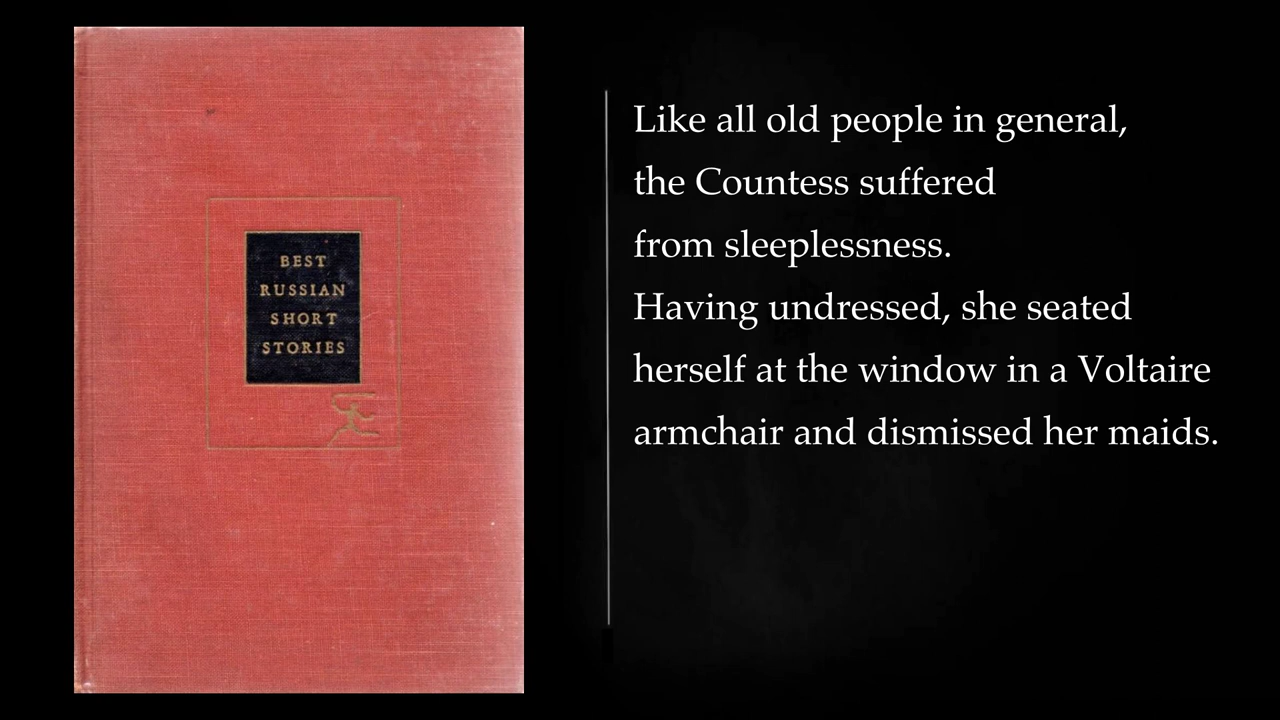 BEST
RUSSIAN
SHORT
STORIES
Like all old people in general,
the Countess suffered
from sleeplessness.
Having undressed, she seated
herself at the window in a Voltaire
armchair and dismissed her maids.